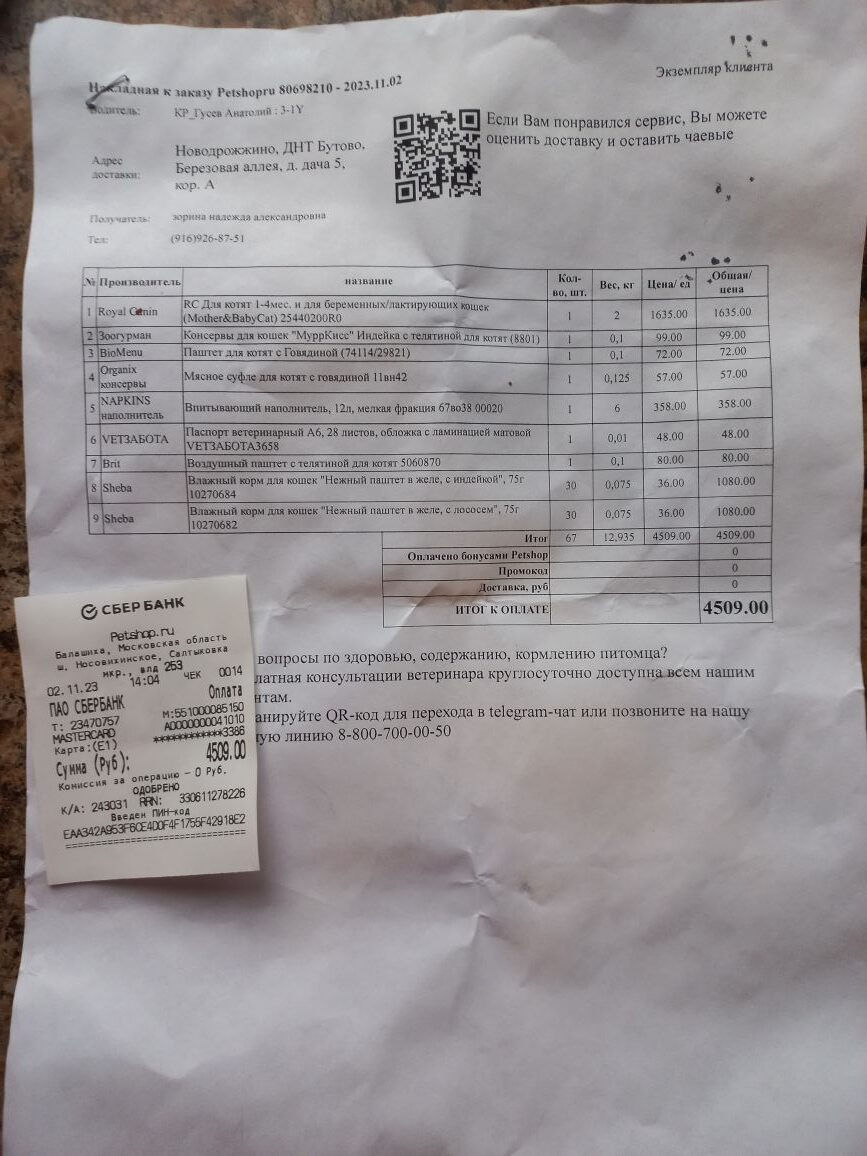 Накладная к заказу Petshopru 80698210 - 2023.11.02
Экземпляр клиента
Водитель: КР_Гусев Анатолий : 3-1Y
Если Вам понравился сервис, Вы можете
оценить доставку и оставить чаевые
Адрес
доставки:
Новодрожжино, ДНТ Бутово,
Березовая аллея, д. дача 5,
кор. А
Получатель: зорина надежда александровна
Тел: (916)926-87-51
№ Производитель название Кол-во, шт. Вес, кг Цена/ ед Общая/ цена
1 Royal Canin RC Для котят 1-4мес. и для беременных/лактирующих кошек
(Mother&BabyCat) 25440200R0 1 2 1635.00 1635.00
2 Зоогурман Консервы для кошек "МуррКисс" Индейка с телятиной для котят (8801) 1 0,1 99.00 99.00
3 BioMenu Паштет для котят с Говядиной (74114/29821) 1 0,1 72.00 72.00
4 Organix консервы Мясное суфле для котят с говядиной 11вн42 1 0,125 57.00 57.00
5 NAPKINS наполнитель Впитывающий наполнитель, 12л, мелкая фракция 67во38 00020 1 6 358.00 358.00
6 VETЗАБОТА Паспорт ветеринарный А6, 28 листов, обложка с ламинацией матовой
VETЗАБОТА3658 1 0,01 48.00 48.00
7 Brit Воздушный паштет с телятиной для котят 5060870 1 0,1 80.00 80.00
8 Sheba Влажный корм для кошек "Нежный паштет в желе, с индейкой", 75г
10270684 30 0,075 36.00 1080.00
9 Sheba Влажный корм для кошек "Нежный паштет в желе, с лососем", 75г
10270682 30 0,075 36.00 1080.00
Итог 67 12,935 4509.00 4509.00
Оплачено бонусами Petshop 0
Промокод 0
Доставка, руб 0
ИТОГ К ОПЛАТЕ 4509.00
вопросы по здоровью, содержанию, кормлению питомца?
латная консультации ветеринара круглосуточно доступна всем нашим
нтам.
анируйте QR-код для перехода в telegram-чат или позвоните на нашу
ую линию 8-800-700-00-50
СБЕР БАНК
Petshop.ru
Балашиха, Московская область
ш. Носовихинское, Салтыковка
мкр., влд 253
02.11.23 14:04 ЧЕК 0014
ПАО СБЕРБАНК Оплата
Т: 23470757 М:551000085150
MASTERCARD A0000000041010
Карта:(E1) ************3386
Сумма (Руб): 4509.00
Комиссия за операцию - 0 Руб.
ОДОБРЕНО
К/А: 243031 RRN: 330611278226
Введен ПИН-код
EAA342A953F6CE4D0F4F1755F42918E2
==============================